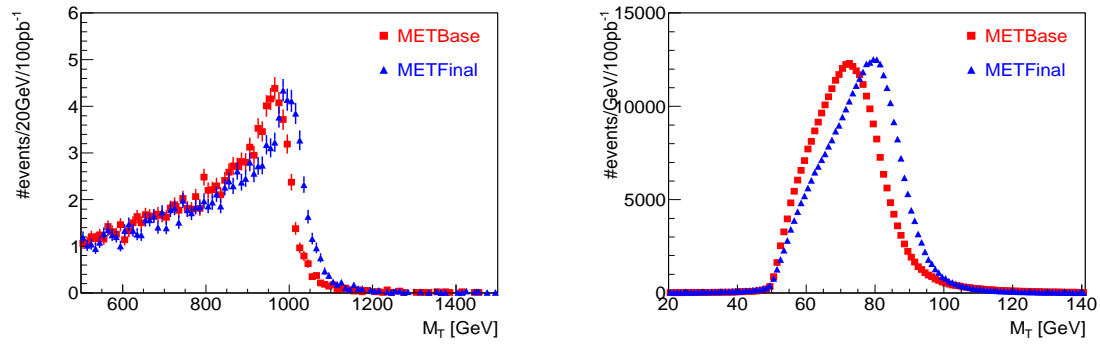 #events/20GeV/100pb⁻¹
6
5
4
3
2
1
0
METBase
METFinal
600 800 1000 1200 1400
M_T [GeV]
#events/GeV/100pb⁻¹
15000
10000
5000
0
METBase
METFinal
20 40 60 80 100 120 140
M_T [GeV]